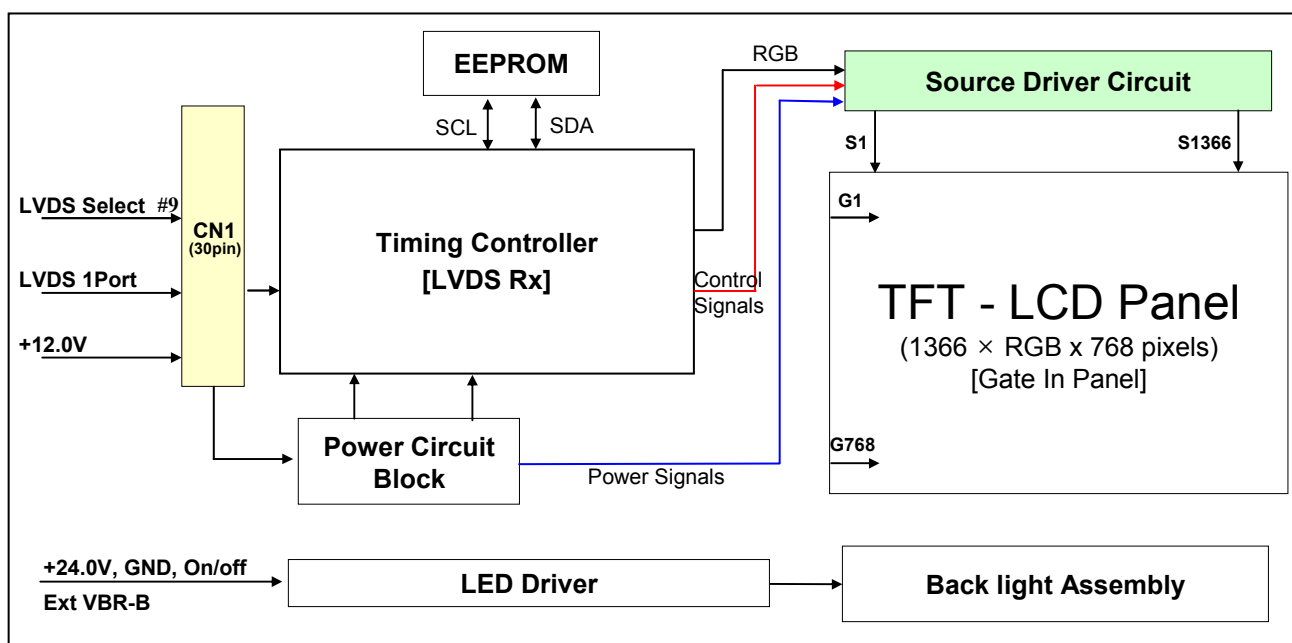 EEPROM
SCL
SDA
RGB
Source Driver Circuit
S1
S1366
LVDS Select #9
LVDS 1Port
+12.0V
CN1
(30pin)
Timing Controller
[LVDS Rx]
Control
Signals
G1
TFT - LCD Panel
(1366 × RGB x 768 pixels)
[Gate In Panel]
G768
Power Circuit
Block
Power Signals
+24.0V, GND, On/off
Ext VBR-B
LED Driver
Back light Assembly